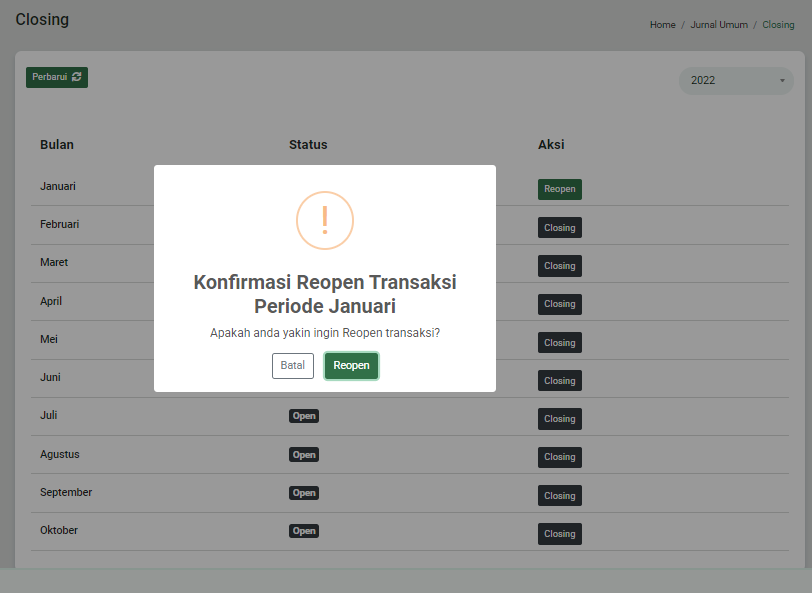 Closing
Home / Jurnal Umum / Closing
Perbarui
2022
Bulan Status Aksi
Januari Reopen
Februari Closing
Maret Closing
April Closing
Mei Closing
Juni Closing
!
Konfirmasi Reopen Transaksi
Periode Januari
Apakah anda yakin ingin Reopen transaksi?
Batal Reopen
Juli Open Closing
Agustus Open Closing
September Open Closing
Oktober Open Closing